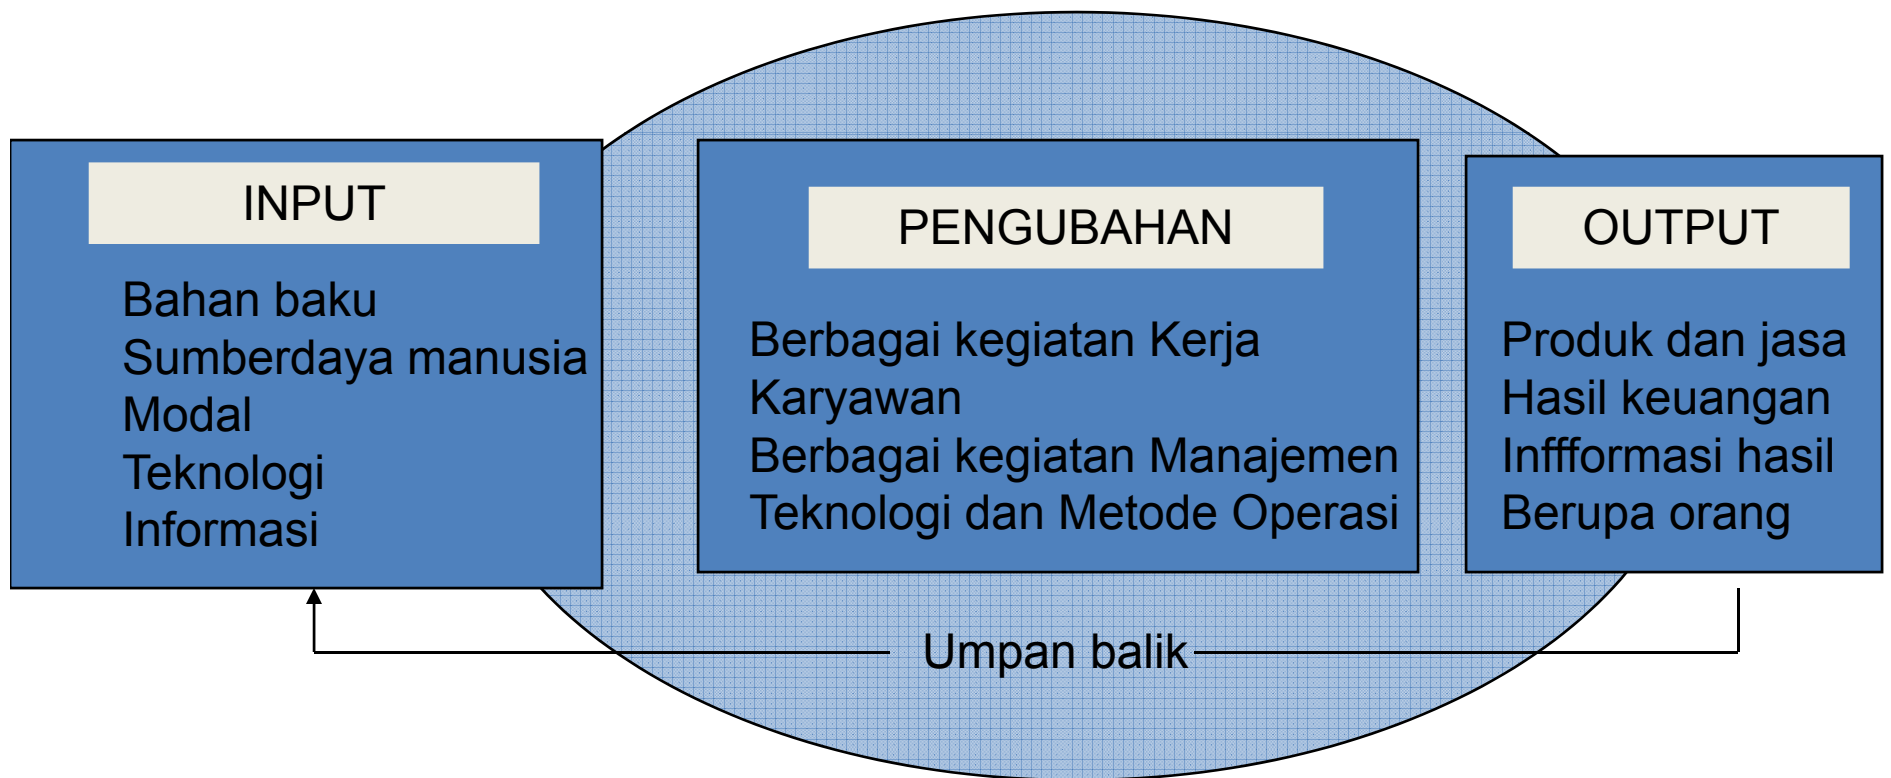 INPUT
Bahan baku
Sumberdaya manusia
Modal
Teknologi
Informasi
PENGUBAHAN
Berbagai kegiatan Kerja
Karyawan
Berbagai kegiatan Manajemen
Teknologi dan Metode Operasi
OUTPUT
Produk dan jasa
Hasil keuangan
Inffformasi hasil
Berupa orang
Umpan balik